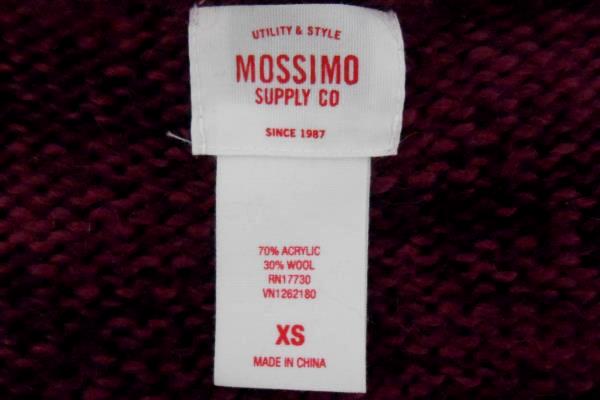 UTILITY & STYLE
MOSSIMO
SUPPLY CO
SINCE 1987
70% ACRYLIC
30% WOOL
RN17730
VN1262180
XS
MADE IN CHINA